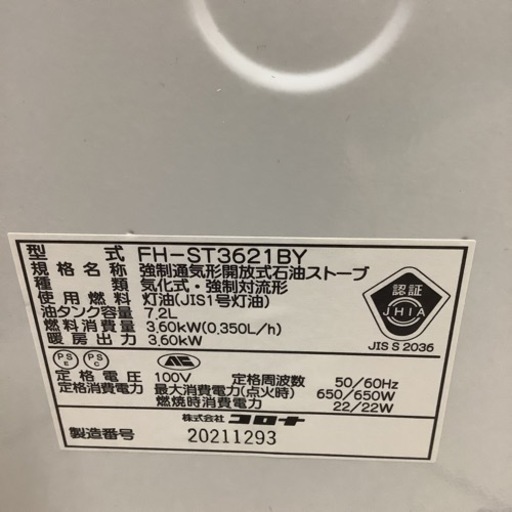 型式 FH-ST3621BY
規格名称 強制通気形開放式石油ストーブ
種類 気化式・強制対流形
使用燃料 灯油(JIS1号灯油)
油タンク容量 7.2L
燃料消費量 3.60kW(0.350L/h)
暖房出力 3.60kW
認証
JHIA
JIS S 2036
PS E
PS C
定格電圧 100V 定格周波数 50/60Hz
定格消費電力 最大消費電力(点火時) 650/650W
燃焼時消費電力 22/22W
株式会社コロナ
製造番号 20211293